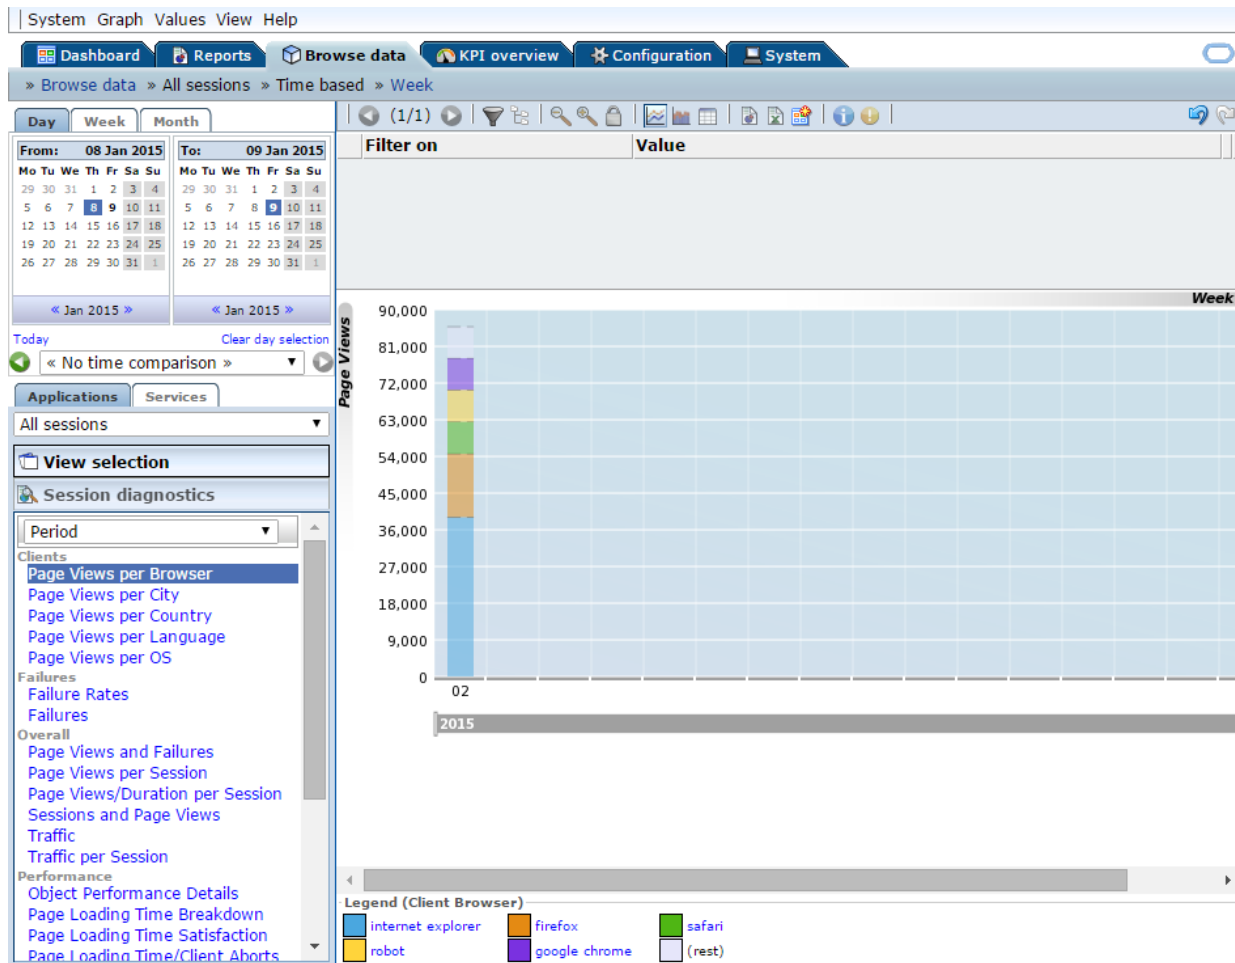 System Graph Values View Help
Dashboard Reports Browse data KPI overview Configuration System
» Browse data » All sessions » Time based » Week
Day Week Month
(1/1)
Filter on Value
From: 08 Jan 2015 To: 09 Jan 2015
Mo Tu We Th Fr Sa Su Mo Tu We Th Fr Sa Su
29 30 31 1 2 3 4 29 30 31 1 2 3 4
5 6 7 8 9 10 11 5 6 7 8 9 10 11
12 13 14 15 16 17 18 12 13 14 15 16 17 18
19 20 21 22 23 24 25 19 20 21 22 23 24 25
26 27 28 29 30 31 1 26 27 28 29 30 31 1
« Jan 2015 » « Jan 2015 »
Today Clear day selection
« No time comparison »
Applications Services
All sessions
View selection
Session diagnostics
Period
Clients
Page Views per Browser
Page Views per City
Page Views per Country
Page Views per Language
Page Views per OS
Failures
Failure Rates
Failures
Overall
Page Views and Failures
Page Views per Session
Page Views/Duration per Session
Sessions and Page Views
Traffic
Traffic per Session
Performance
Object Performance Details
Page Loading Time Breakdown
Page Loading Time Satisfaction
Page Loading Time/Client Aborts
Week
Page Views
90,000
81,000
72,000
63,000
54,000
45,000
36,000
27,000
18,000
9,000
0
02
2015
Legend (Client Browser)
internet explorer firefox safari
robot google chrome (rest)